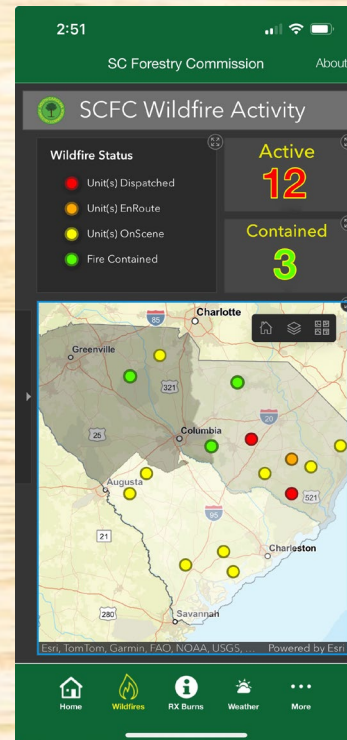 2:51
SC Forestry Commission
About
SCFC Wildfire Activity
Wildfire Status
Unit(s) Dispatched
Unit(s) EnRoute
Unit(s) OnScene
Fire Contained
Active
12
Contained
3
Charlotte
85
Greenville
321
20
Columbia
25
Augusta
521
95
21
Charleston
280
Savannah
Esri, TomTom, Garmin, FAO, NOAA, USGS, ...
Powered by Esri
Home
Wildfires
RX Burns
Weather
More